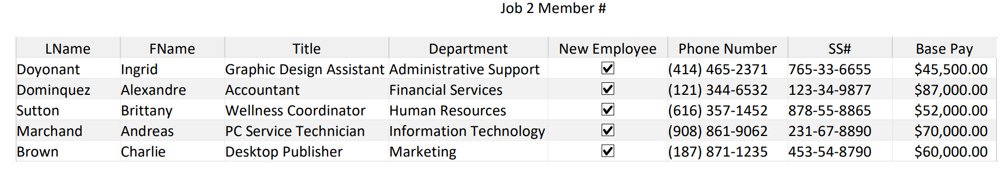 Job 2 Member #
LName FName Title Department New Employee Phone Number SS# Base Pay
Doyonant Ingrid Graphic Design Assistant Administrative Support (414) 465-2371 765-33-6655 $45,500.00
Dominquez Alexandre Accountant Financial Services (121) 344-6532 123-34-9877 $87,000.00
Sutton Brittany Wellness Coordinator Human Resources (616) 357-1452 878-55-8865 $52,000.00
Marchand Andreas PC Service Technician Information Technology (908) 861-9062 231-67-8890 $70,000.00
Brown Charlie Desktop Publisher Marketing (187) 871-1235 453-54-8790 $60,000.00